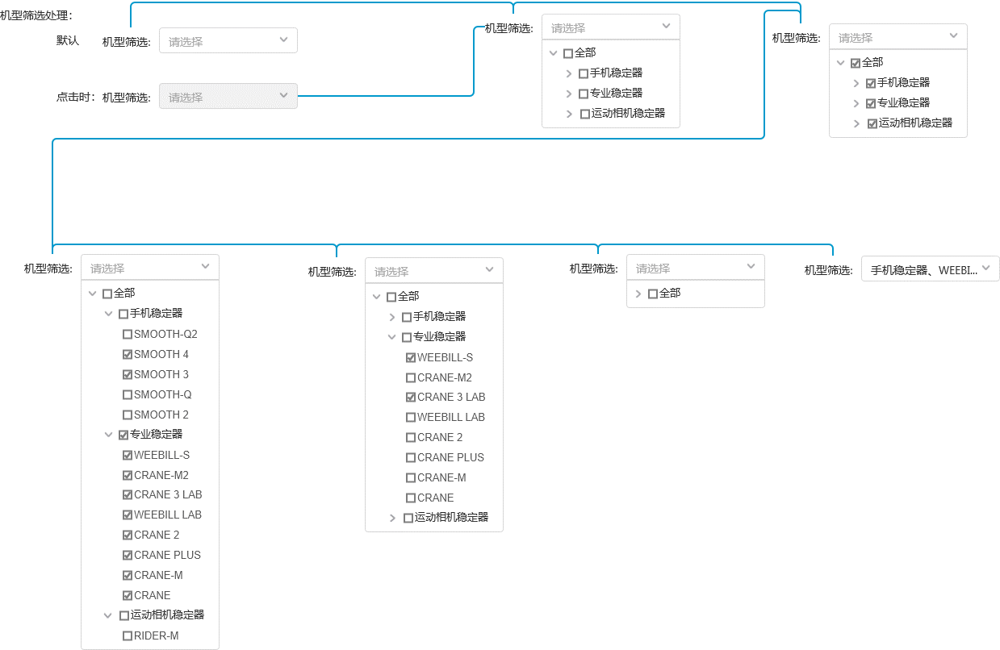 机型筛选处理：
默认
机型筛选:
请选择
点击时：
机型筛选:
请选择
机型筛选:
请选择
全部
手机稳定器
专业稳定器
运动相机稳定器
机型筛选:
请选择
全部
手机稳定器
专业稳定器
运动相机稳定器
机型筛选:
请选择
全部
手机稳定器
SMOOTH-Q2
SMOOTH 4
SMOOTH 3
SMOOTH-Q
SMOOTH 2
专业稳定器
WEEBILL-S
CRANE-M2
CRANE 3 LAB
WEEBILL LAB
CRANE 2
CRANE PLUS
CRANE-M
CRANE
运动相机稳定器
RIDER-M
机型筛选:
请选择
全部
手机稳定器
专业稳定器
WEEBILL-S
CRANE-M2
CRANE 3 LAB
WEEBILL LAB
CRANE 2
CRANE PLUS
CRANE-M
CRANE
运动相机稳定器
机型筛选:
请选择
全部
机型筛选:
手机稳定器、WEEBI...